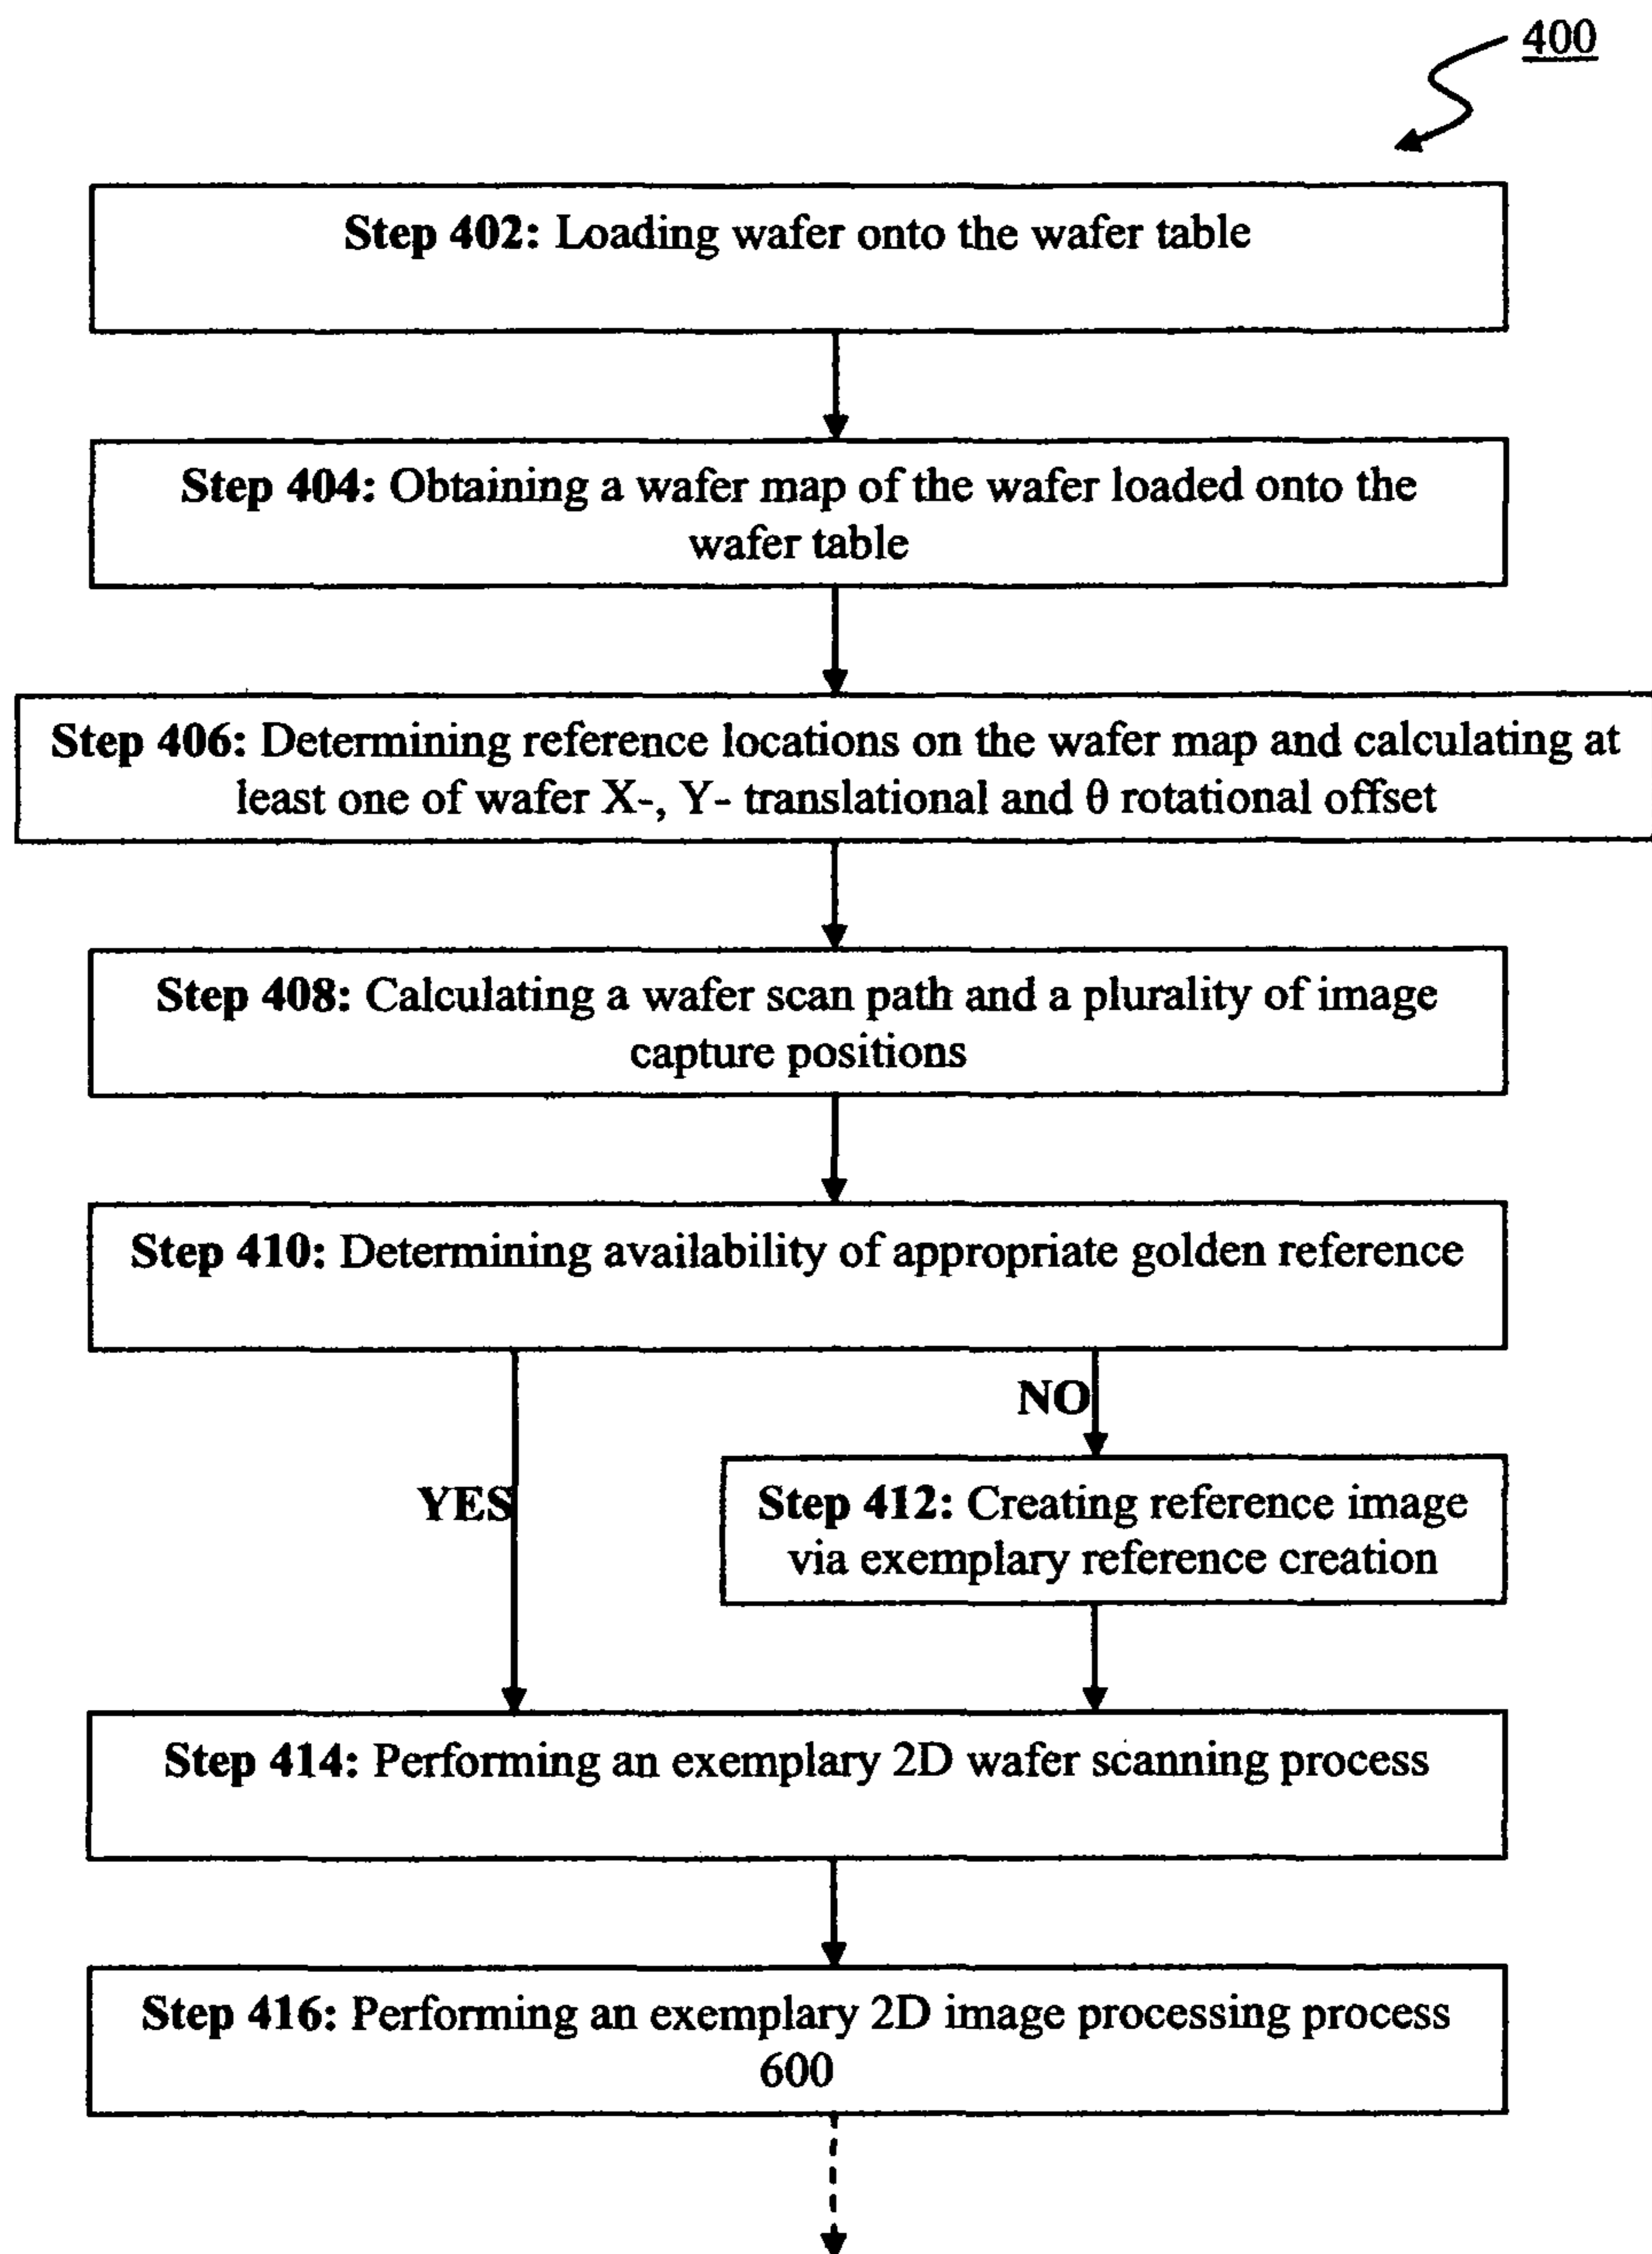 400
Step 402: Loading wafer onto the wafer table
Step 404: Obtaining a wafer map of the wafer loaded onto the
wafer table
Step 406: Determining reference locations on the wafer map and calculating at
least one of wafer X-, Y- translational and θ rotational offset
Step 408: Calculating a wafer scan path and a plurality of image
capture positions
Step 410: Determining availability of appropriate golden reference
NO
YES
Step 412: Creating reference image
via exemplary reference creation
Step 414: Performing an exemplary 2D wafer scanning process
Step 416: Performing an exemplary 2D image processing process
600